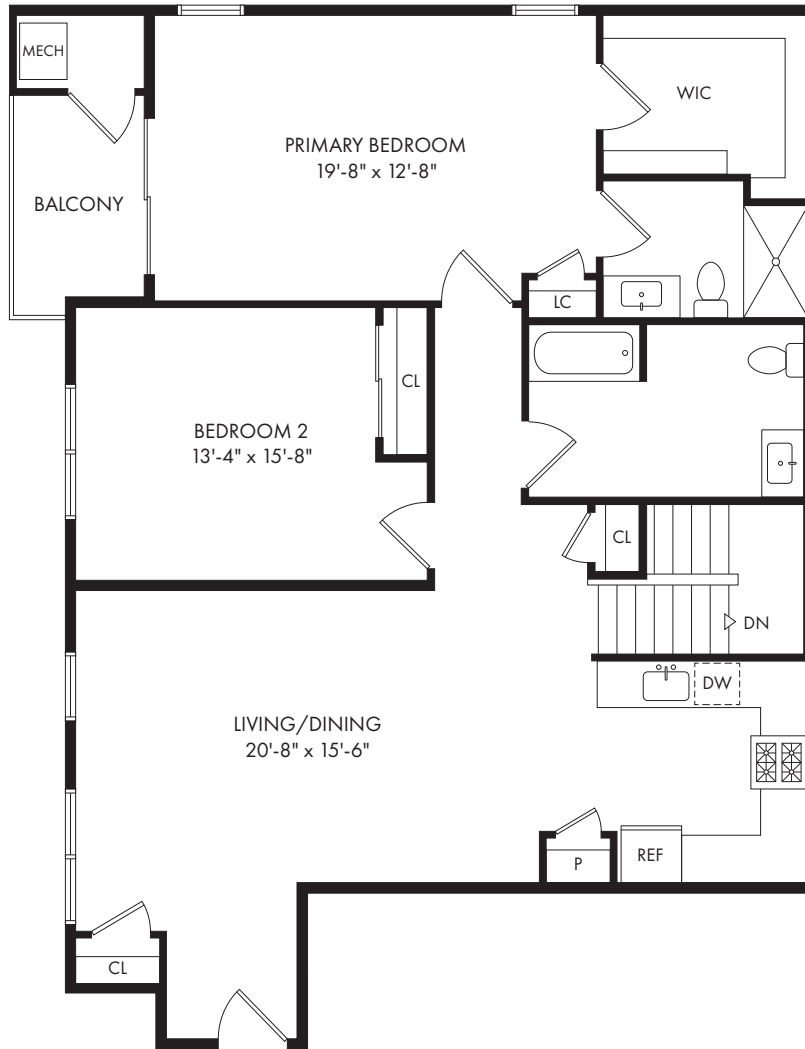 MECH
WIC
PRIMARY BEDROOM
19'-8" x 12'-8"
BALCONY
LC
CL
BEDROOM 2
13'-4" x 15'-8"
CL
DN
DW
LIVING/DINING
20'-8" x 15'-6"
P
REF
CL